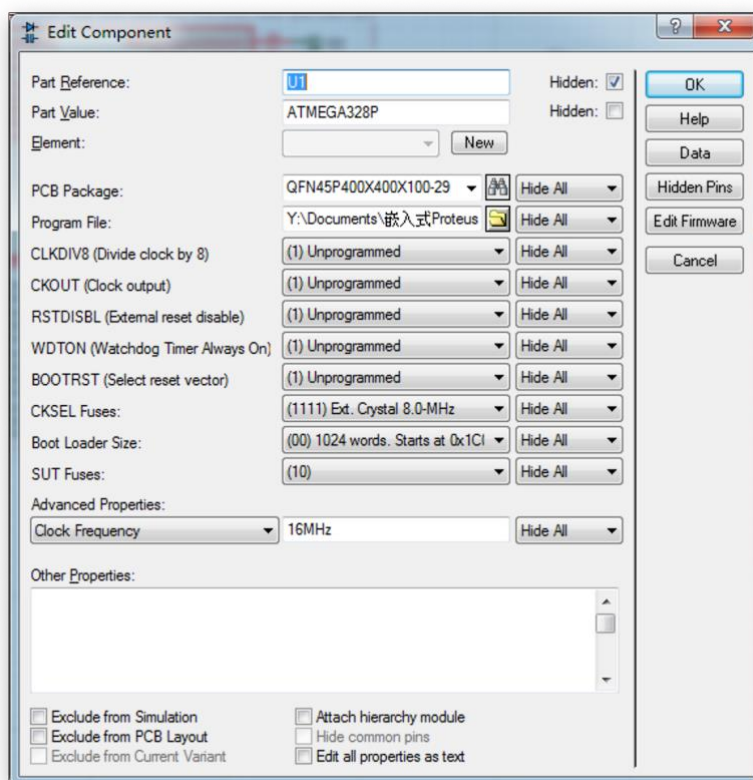 Edit Component
Part Reference: U1 Hidden: OK
Part Value: ATMEGA328P Hidden: Help
Element: New Data
PCB Package: QFN45P400X400X100-29 Hide All Hidden Pins
Program File: Y:\Documents\嵌入式Proteus Hide All Edit Firmware
CLKDIV8 (Divide clock by 8) (1) Unprogrammed Hide All Cancel
CKOUT (Clock output) (1) Unprogrammed Hide All
RSTDISBL (External reset disable) (1) Unprogrammed Hide All
WDTON (Watchdog Timer Always On) (1) Unprogrammed Hide All
BOOTRST (Select reset vector) (1) Unprogrammed Hide All
CKSEL Fuses: (1111) Ext. Crystal 8.0-MHz Hide All
Boot Loader Size: (00) 1024 words. Starts at 0x1C Hide All
SUT Fuses: (10) Hide All
Advanced Properties:
Clock Frequency 16MHz Hide All
Other Properties:
Exclude from Simulation Attach hierarchy module
Exclude from PCB Layout Hide common pins
Exclude from Current Variant Edit all properties as text